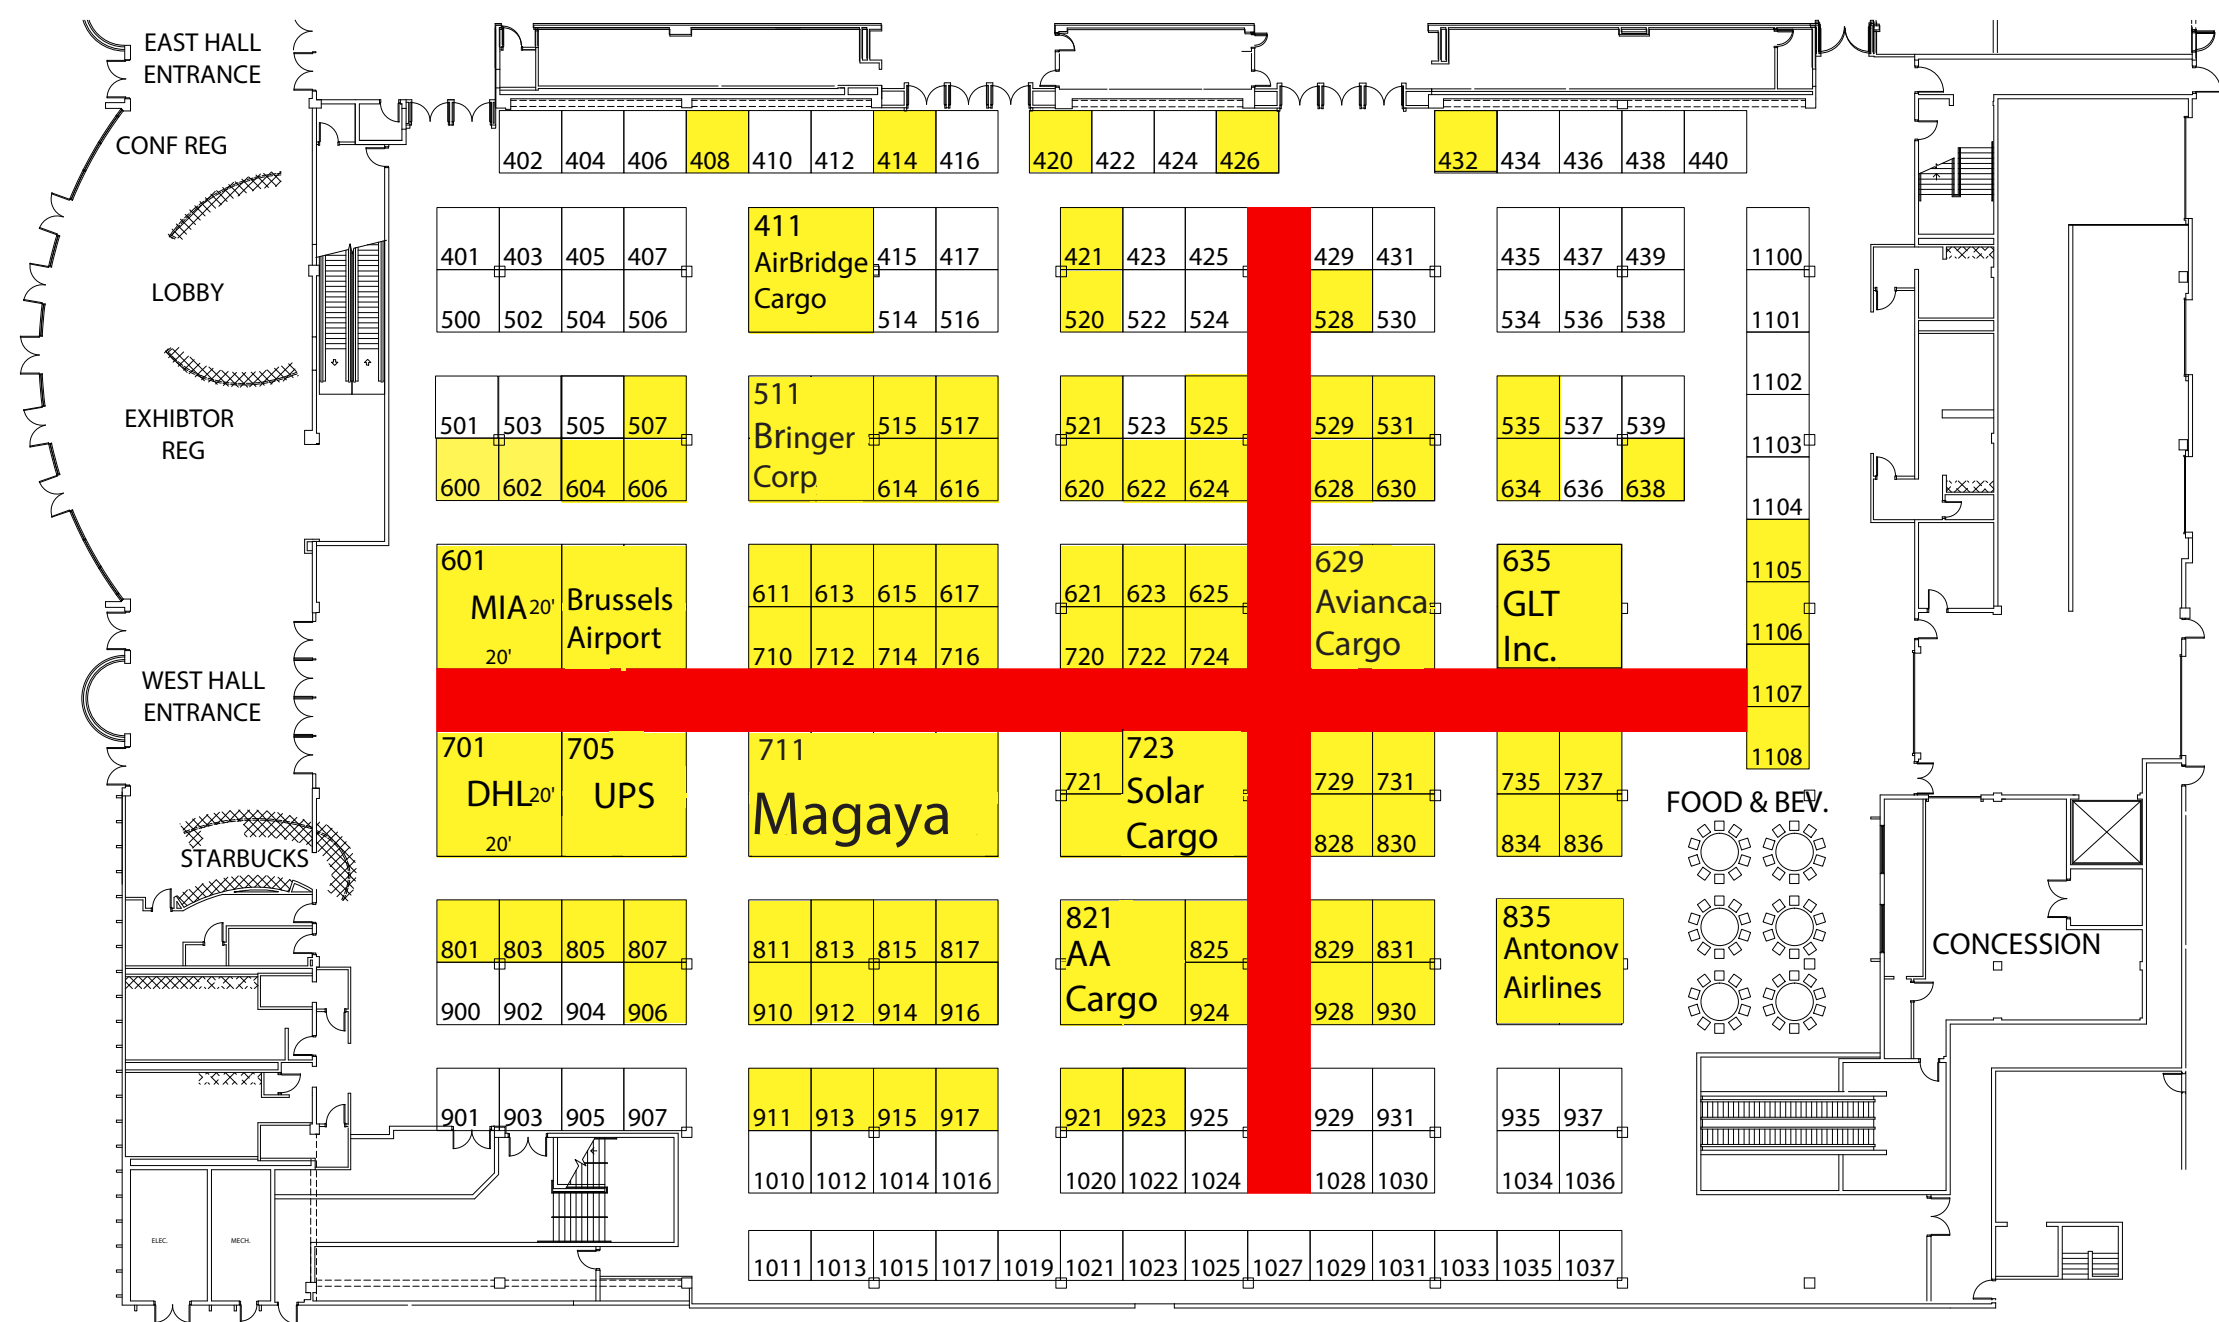 EAST HALL
ENTRANCE
CONF REG
402 404 406 408 410 412 414 416 420 422 424 426 432 434 436 438 440
LOBBY
401 403 405 407 411 415 417 421 423 425 429 431 435 437 439 1100
AirBridge
Cargo
500 502 504 506 514 516 520 522 524 528 530 534 536 538 1101
1102
EXHIBTOR
REG
501 503 505 507 511 515 517 521 523 525 529 531 535 537 539 1103
Bringer
Corp
600 602 604 606 614 616 620 622 624 628 630 634 636 638 1104
1105
601
MIA 20'
20'
Brussels
Airport
611 613 615 617 621 623 625
629
Avianca
Cargo
635
GLT
Inc.
1106
710 712 714 716 720 722 724
WEST HALL
ENTRANCE
1107
701
DHL 20'
20'
705
UPS
711
Magaya
721
723
Solar
Cargo
729 731 735 737 1108
828 830 834 836
FOOD & BEV.
STARBUCKS
801 803 805 807 811 813 815 817
821
AA
Cargo
825 829 831
835
Antonov
Airlines
CONCESSION
900 902 904 906 910 912 914 916 924 928 930
901 903 905 907 911 913 915 917 921 923 925 929 931 935 937
1010 1012 1014 1016 1020 1022 1024 1028 1030 1034 1036
ELEC.
MECH.
1011 1013 1015 1017 1019 1021 1023 1025 1027 1029 1031 1033 1035 1037